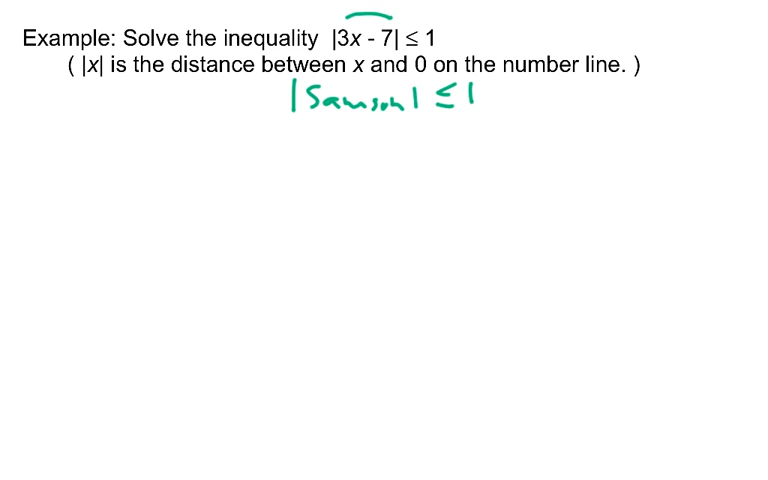 Example: Solve the inequality |3x - 7| ≤ 1
( |x| is the distance between x and 0 on the number line. )
|Samson| ≤ 1